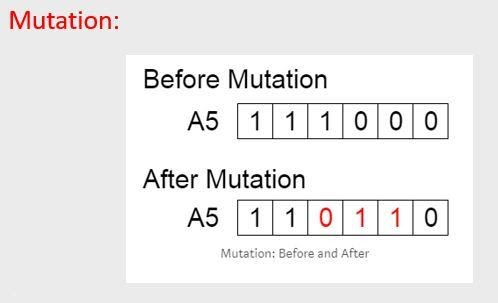 Mutation:
Before Mutation
A5 1 1 1 0 0 0
After Mutation
A5 1 1 0 1 1 0
Mutation: Before and After